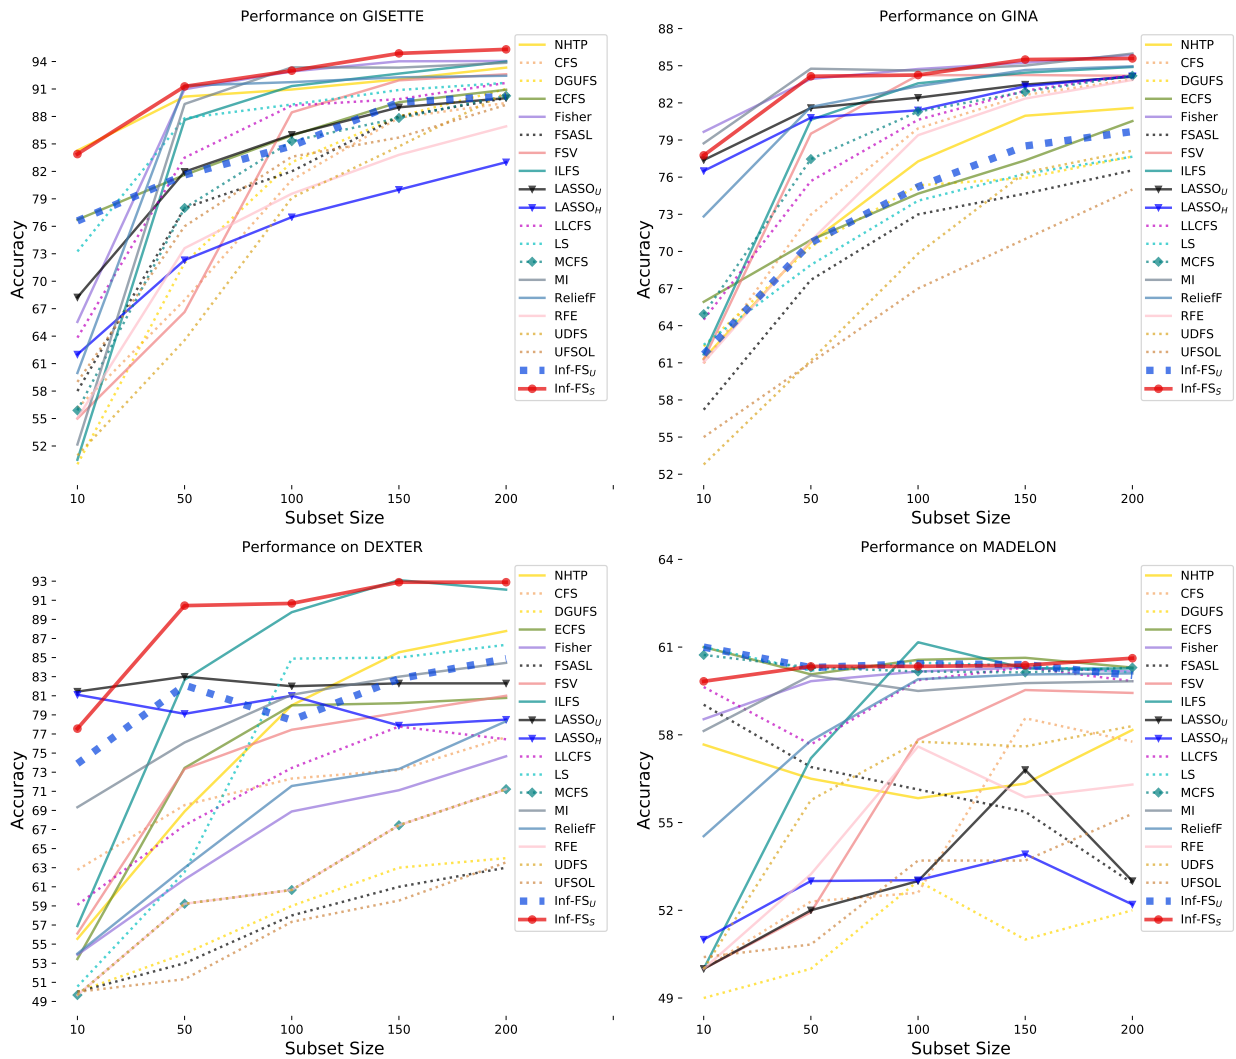 Performance on GISETTE
Accuracy
94
91
88
85
82
79
76
73
70
67
64
61
58
55
52
10 50 100 150 200
Subset Size
NHTP
CFS
DGUFS
ECFS
Fisher
FSASL
FSV
ILFS
LASSO_U
LASSO_H
LLCFS
LS
MCFS
MI
ReliefF
RFE
UDFS
UFSOL
Inf-FS_U
Inf-FS_S
Performance on GINA
Accuracy
88
85
82
79
76
73
70
67
64
61
58
55
52
10 50 100 150 200
Subset Size
NHTP
CFS
DGUFS
ECFS
Fisher
FSASL
FSV
ILFS
LASSO_U
LASSO_H
LLCFS
LS
MCFS
MI
ReliefF
RFE
UDFS
UFSOL
Inf-FS_U
Inf-FS_S
Performance on DEXTER
Accuracy
93
91
89
87
85
83
81
79
77
75
73
71
69
67
65
63
61
59
57
55
53
51
49
10 50 100 150 200
Subset Size
NHTP
CFS
DGUFS
ECFS
Fisher
FSASL
FSV
ILFS
LASSO_U
LASSO_H
LLCFS
LS
MCFS
MI
ReliefF
RFE
UDFS
UFSOL
Inf-FS_U
Inf-FS_S
Performance on MADELON
Accuracy
64
61
58
55
52
49
10 50 100 150 200
Subset Size
NHTP
CFS
DGUFS
ECFS
Fisher
FSASL
FSV
ILFS
LASSO_U
LASSO_H
LLCFS
LS
MCFS
MI
ReliefF
RFE
UDFS
UFSOL
Inf-FS_U
Inf-FS_S